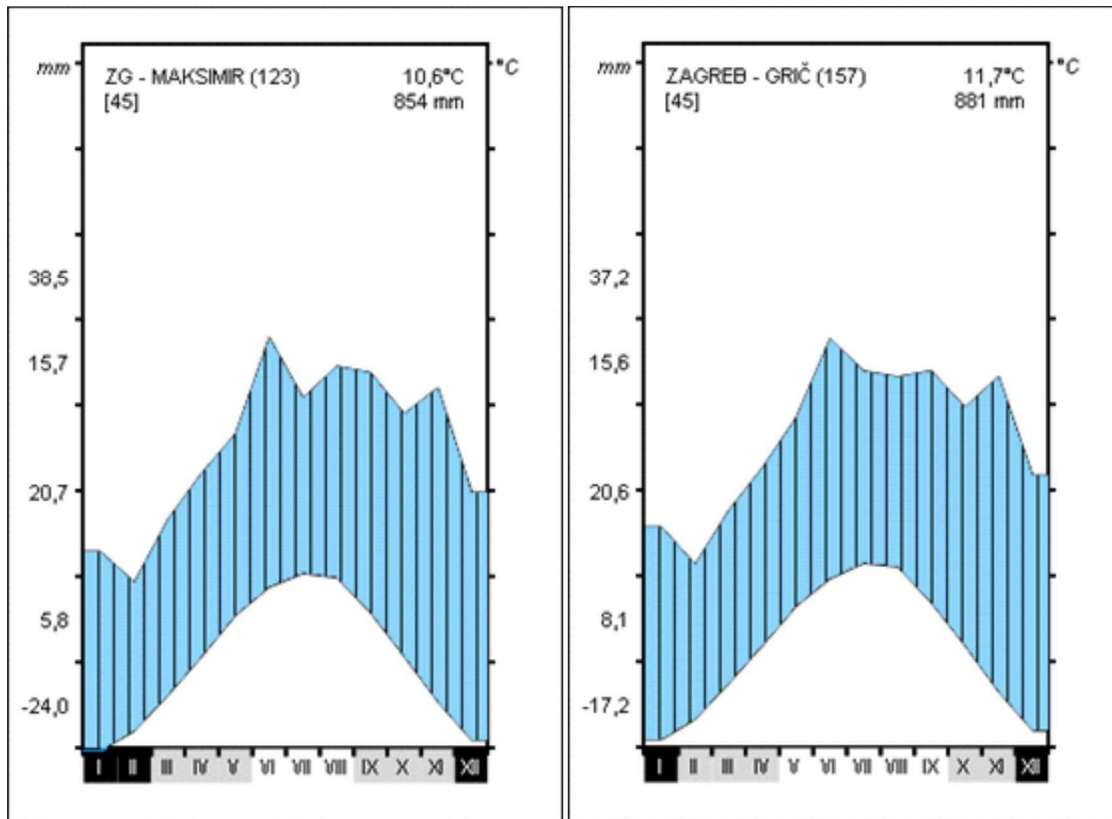 mm
°C
ZG - MAKSIMIR (123)
10,6°C
[45]
854 mm
38,5
15,7
20,7
5,8
-24,0
I II III IV V VI VII VIII IX X XI XII
mm
°C
ZAGREB - GRIČ (157)
11,7°C
[45]
881 mm
37,2
15,6
20,6
8,1
-17,2
I II III IV V VI VII VIII IX X XI XII